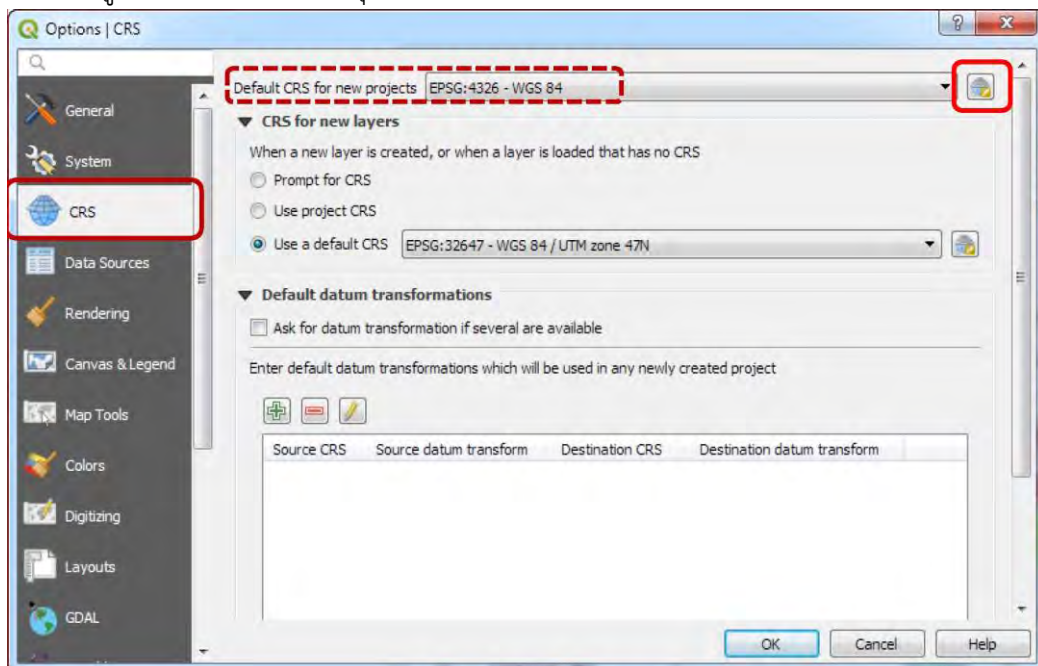 Options | CRS
General
System
CRS
Data Sources
Rendering
Canvas & Legend
Map Tools
Colors
Digitizing
Layouts
GDAL
Default CRS for new projects EPSG:4326 - WGS 84
CRS for new layers
When a new layer is created, or when a layer is loaded that has no CRS
Prompt for CRS
Use project CRS
Use a default CRS EPSG:32647 - WGS 84 / UTM zone 47N
Default datum transformations
Ask for datum transformation if several are available
Enter default datum transformations which will be used in any newly created project
Source CRS Source datum transform Destination CRS Destination datum transform
OK Cancel Help